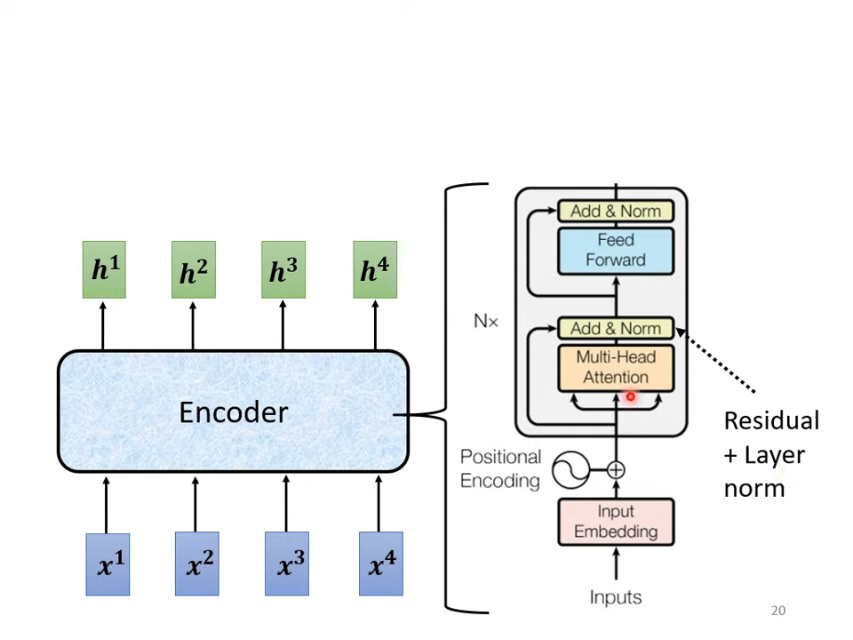 h¹ h² h³ h⁴
Encoder
x¹ x² x³ x⁴
Add & Norm
Feed
Forward
N×
Add & Norm
Multi-Head
Attention
Positional
Encoding
Input
Embedding
Inputs
Residual
+ Layer
norm
20